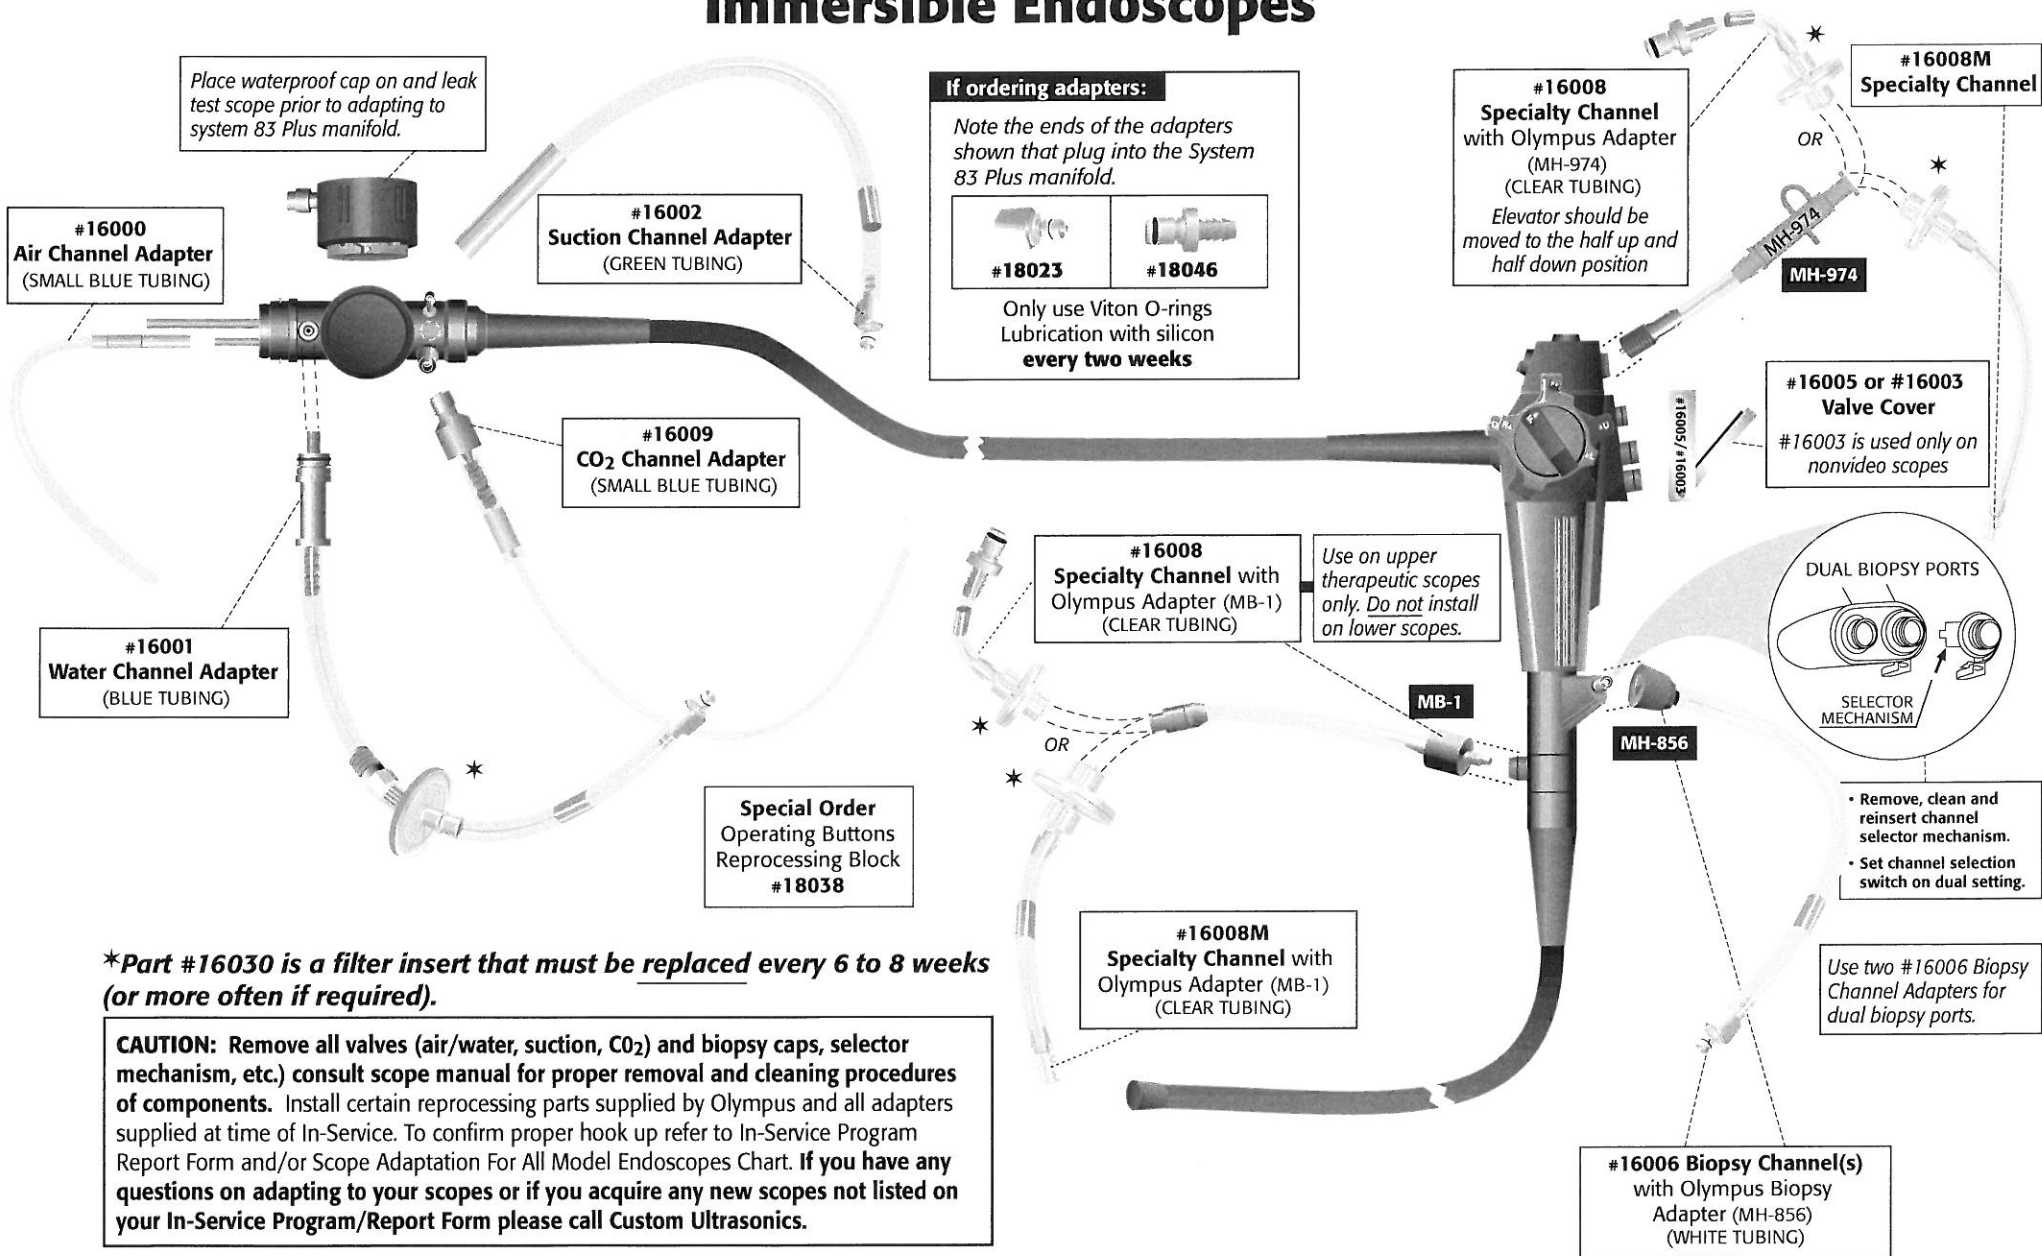 Immersible Endoscopes
Place waterproof cap on and leak
test scope prior to adapting to
system 83 Plus manifold.
#16000
Air Channel Adapter
(SMALL BLUE TUBING)
#16002
Suction Channel Adapter
(GREEN TUBING)
If ordering adapters:
Note the ends of the adapters
shown that plug into the System
83 Plus manifold.
#18023
#18046
Only use Viton O-rings
Lubrication with silicon
every two weeks
#16008
Specialty Channel
with Olympus Adapter
(MH-974)
(CLEAR TUBING)
Elevator should be
moved to the half up and
half down position
✶
OR
✶
#16008M
Specialty Channel
MH-974
MH-974
#16009
CO2 Channel Adapter
(SMALL BLUE TUBING)
#16005/#16003
#16005 or #16003
Valve Cover
#16003 is used only on
nonvideo scopes
#16001
Water Channel Adapter
(BLUE TUBING)
✶
#16008
Specialty Channel with
Olympus Adapter (MB-1)
(CLEAR TUBING)
Use on upper
therapeutic scopes
only. Do not install
on lower scopes.
✶
OR
✶
MB-1
MH-856
DUAL BIOPSY PORTS
SELECTOR
MECHANISM
• Remove, clean and
reinsert channel
selector mechanism.
• Set channel selection
switch on dual setting.
Special Order
Operating Buttons
Reprocessing Block
#18038
#16008M
Specialty Channel with
Olympus Adapter (MB-1)
(CLEAR TUBING)
Use two #16006 Biopsy
Channel Adapters for
dual biopsy ports.
#16006 Biopsy Channel(s)
with Olympus Biopsy
Adapter (MH-856)
(WHITE TUBING)
✶Part #16030 is a filter insert that must be replaced every 6 to 8 weeks
(or more often if required).
CAUTION: Remove all valves (air/water, suction, CO2) and biopsy caps, selector
mechanism, etc.) consult scope manual for proper removal and cleaning procedures
of components. Install certain reprocessing parts supplied by Olympus and all adapters
supplied at time of In-Service. To confirm proper hook up refer to In-Service Program
Report Form and/or Scope Adaptation For All Model Endoscopes Chart. If you have any
questions on adapting to your scopes or if you acquire any new scopes not listed on
your In-Service Program/Report Form please call Custom Ultrasonics.